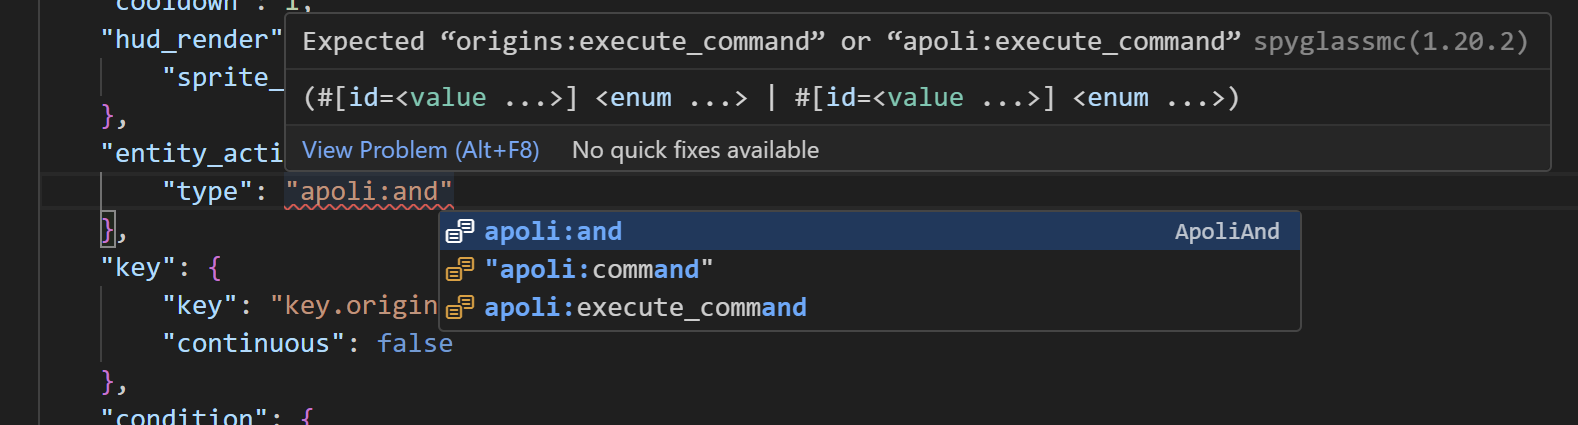 "cooldown": 1,
"hud_render"
Expected “origins:execute_command” or “apoli:execute_command” spyglassmc(1.20.2)
"sprite_
(#[id=<value ...>] <enum ...> | #[id=<value ...>] <enum ...>)
},
View Problem (Alt+F8) No quick fixes available
"entity_acti
"type": "apoli:and"
},
apoli:and ApoliAnd
"apoli:command"
apoli:execute_command
"key": {
"key": "key.origin
"continuous": false
},
"condition": {